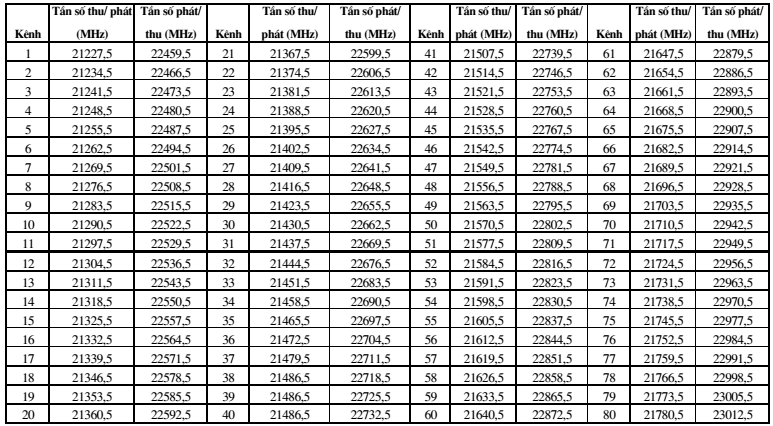 Tần số thu/ phát Tần số phát/ Tần số thu/ Tần số phát/ Tần số thu/ Tần số phát/ Tần số thu/ Tần số phát/
Kênh (MHz) thu (MHz) Kênh phát (MHz) thu (MHz) Kênh phát (MHz) thu (MHz) Kênh phát (MHz) thu (MHz)
1 21227,5 22459,5 21 21367,5 22599,5 41 21507,5 22739,5 61 21647,5 22879,5
2 21234,5 22466,5 22 21374,5 22606,5 42 21514,5 22746,5 62 21654,5 22886,5
3 21241,5 22473,5 23 21381,5 22613,5 43 21521,5 22753,5 63 21661,5 22893,5
4 21248,5 22480,5 24 21388,5 22620,5 44 21528,5 22760,5 64 21668,5 22900,5
5 21255,5 22487,5 25 21395,5 22627,5 45 21535,5 22767,5 65 21675,5 22907,5
6 21262,5 22494,5 26 21402,5 22634,5 46 21542,5 22774,5 66 21682,5 22914,5
7 21269,5 22501,5 27 21409,5 22641,5 47 21549,5 22781,5 67 21689,5 22921,5
8 21276,5 22508,5 28 21416,5 22648,5 48 21556,5 22788,5 68 21696,5 22928,5
9 21283,5 22515,5 29 21423,5 22655,5 49 21563,5 22795,5 69 21703,5 22935,5
10 21290,5 22522,5 30 21430,5 22662,5 50 21570,5 22802,5 70 21710,5 22942,5
11 21297,5 22529,5 31 21437,5 22669,5 51 21577,5 22809,5 71 21717,5 22949,5
12 21304,5 22536,5 32 21444,5 22676,5 52 21584,5 22816,5 72 21724,5 22956,5
13 21311,5 22543,5 33 21451,5 22683,5 53 21591,5 22823,5 73 21731,5 22963,5
14 21318,5 22550,5 34 21458,5 22690,5 54 21598,5 22830,5 74 21738,5 22970,5
15 21325,5 22557,5 35 21465,5 22697,5 55 21605,5 22837,5 75 21745,5 22977,5
16 21332,5 22564,5 36 21472,5 22704,5 56 21612,5 22844,5 76 21752,5 22984,5
17 21339,5 22571,5 37 21479,5 22711,5 57 21619,5 22851,5 77 21759,5 22991,5
18 21346,5 22578,5 38 21486,5 22718,5 58 21626,5 22858,5 78 21766,5 22998,5
19 21353,5 22585,5 39 21486,5 22725,5 59 21633,5 22865,5 79 21773,5 23005,5
20 21360,5 22592,5 40 21486,5 22732,5 60 21640,5 22872,5 80 21780,5 23012,5